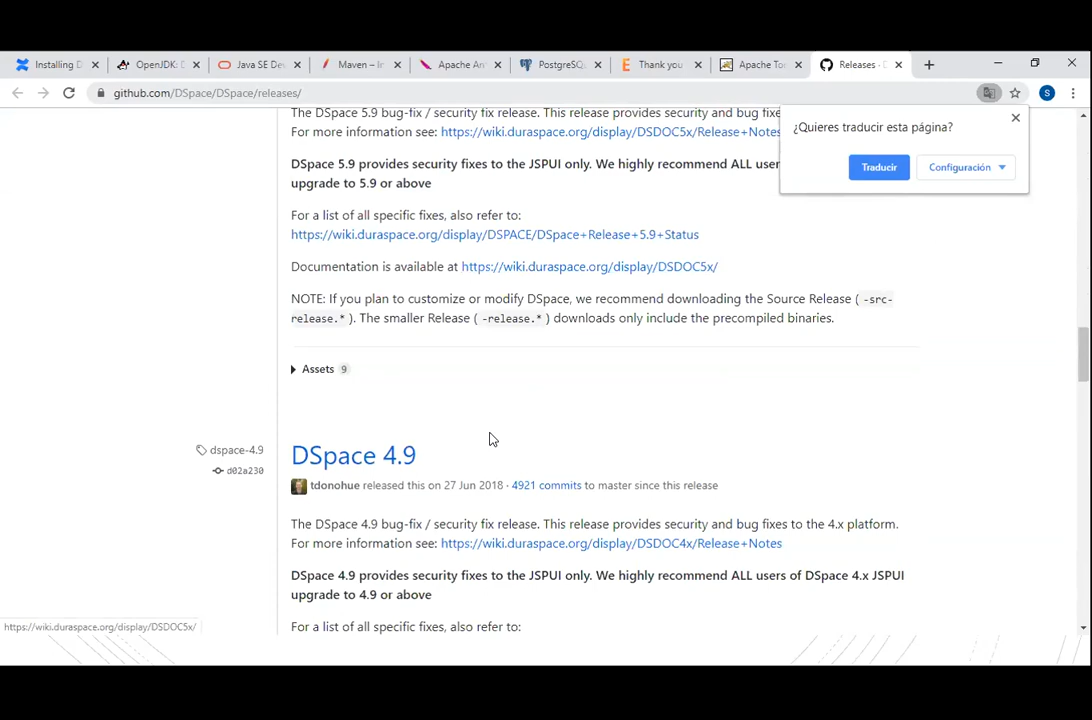 Installing D
OpenJDK: D
Java SE Dev
Maven – In
Apache An
PostgreSQ
Thank you
Apache To
Releases · D
github.com/DSpace/DSpace/releases/
S
¿Quieres traducir esta página?
Traducir
Configuración
The DSpace 5.9 bug-fix / security fix release. This release provides security and bug fixe
For more information see: https://wiki.duraspace.org/display/DSDOC5x/Release+Notes
DSpace 5.9 provides security fixes to the JSPUI only. We highly recommend ALL user
upgrade to 5.9 or above
For a list of all specific fixes, also refer to:
https://wiki.duraspace.org/display/DSPACE/DSpace+Release+5.9+Status
Documentation is available at https://wiki.duraspace.org/display/DSDOC5x/
NOTE: If you plan to customize or modify DSpace, we recommend downloading the Source Release ( -src-
release.* ). The smaller Release ( -release.* ) downloads only include the precompiled binaries.
Assets 9
dspace-4.9
d02a230
DSpace 4.9
tdonohue released this on 27 Jun 2018 · 4921 commits to master since this release
The DSpace 4.9 bug-fix / security fix release. This release provides security and bug fixes to the 4.x platform.
For more information see: https://wiki.duraspace.org/display/DSDOC4x/Release+Notes
DSpace 4.9 provides security fixes to the JSPUI only. We highly recommend ALL users of DSpace 4.x JSPUI
upgrade to 4.9 or above
For a list of all specific fixes, also refer to:
https://wiki.duraspace.org/display/DSDOC5x/